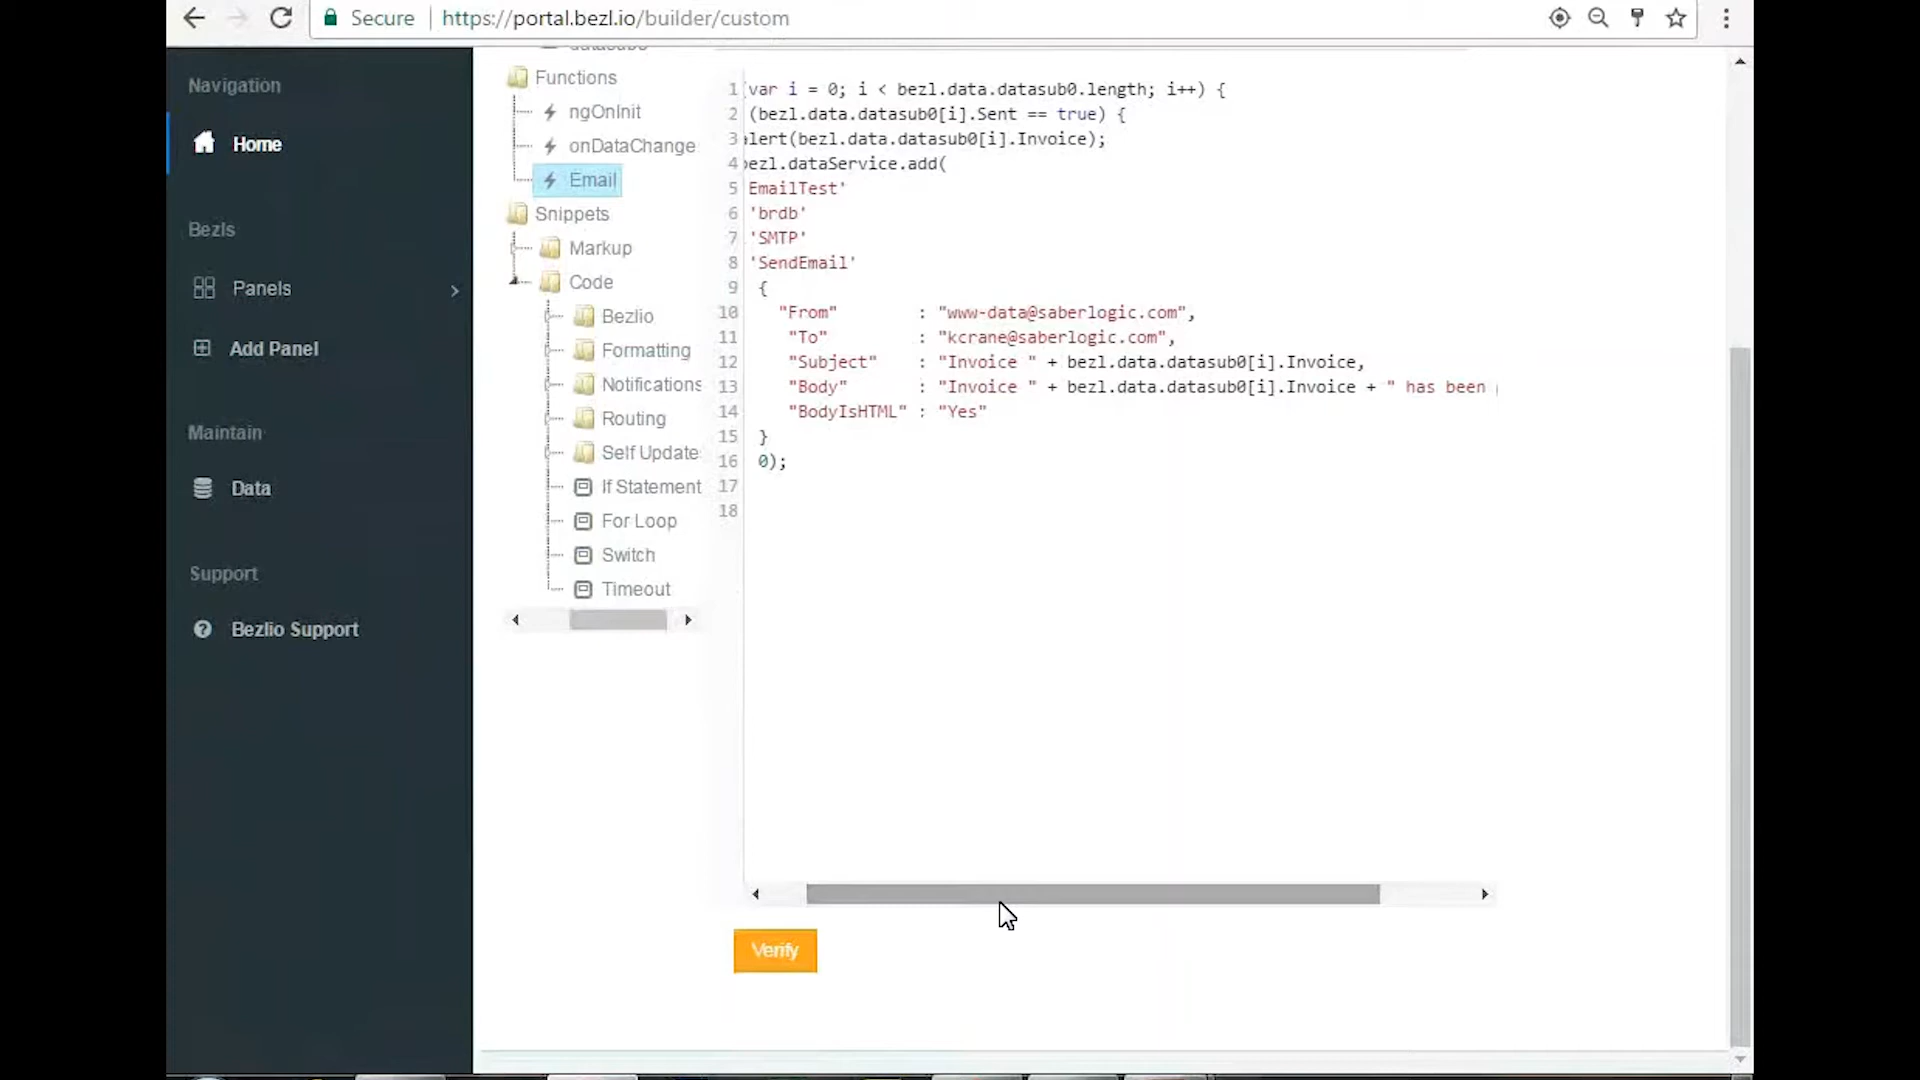 Secure https://portal.bezl.io/builder/custom
Navigation
Home
Bezls
Panels
Add Panel
Maintain
Data
Support
Bezlio Support
datasub0
Functions
ngOnInit
onDataChange
Email
Snippets
Markup
Code
Bezlio
Formatting
Notifications
Routing
Self Update
If Statement
For Loop
Switch
Timeout
1 var i = 0; i < bezl.data.datasub0.length; i++) {
2 (bezl.data.datasub0[i].Sent == true) {
3 alert(bezl.data.datasub0[i].Invoice);
4 bezl.dataService.add(
5 EmailTest'
6 'brdb'
7 'SMTP'
8 'SendEmail'
9 {
10 "From" : "www-data@saberlogic.com",
11 "To" : "kcrane@saberlogic.com",
12 "Subject" : "Invoice " + bezl.data.datasub0[i].Invoice,
13 "Body" : "Invoice " + bezl.data.datasub0[i].Invoice + " has been
14 "BodyIsHTML" : "Yes"
15 }
16 0);
17
18
Verify